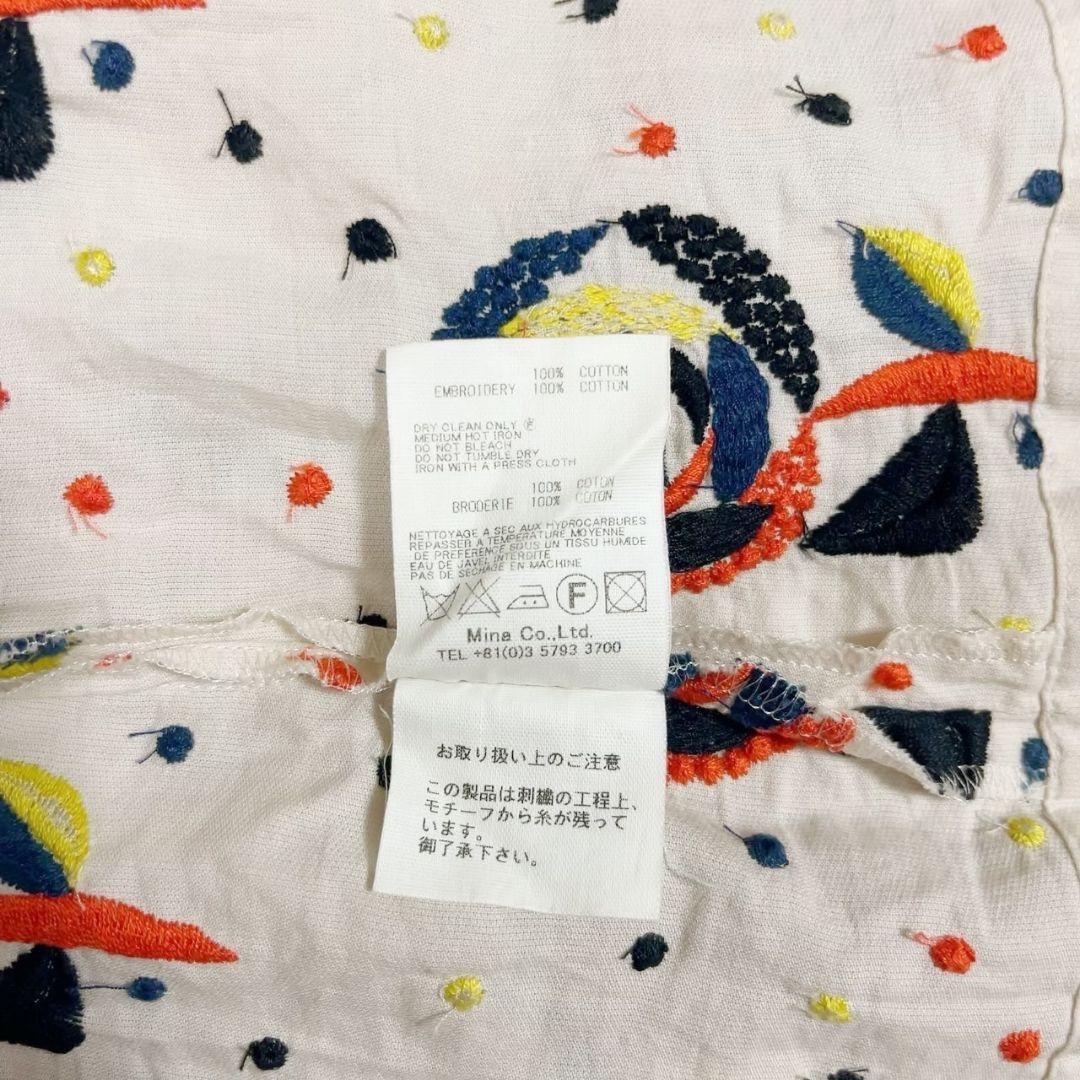 100% COTTON
EMBROIDERY 100% COTTON
DRY CLEAN ONLY Ⓕ
MEDIUM HOT IRON
DO NOT BLEACH
DO NOT TUMBLE DRY
IRON WITH A PRESS CLOTH
100% COTON
BRODERIE 100% COTON
NETTOYAGE A SEC AUX HYDROCARBURES
REPASSER A TEMPERATURE MOYENNE
DE PREFERENCE SOUS UN TISSU HUMIDE
EAU DE JAVEL INTERDITE
PAS DE SECHAGE EN MACHINE
F
Mina Co.,Ltd.
TEL +81(0)3 5793 3700
お取り扱い上のご注意
この製品は刺繍の工程上、
モチーフから糸が残って
います。
御了承下さい。